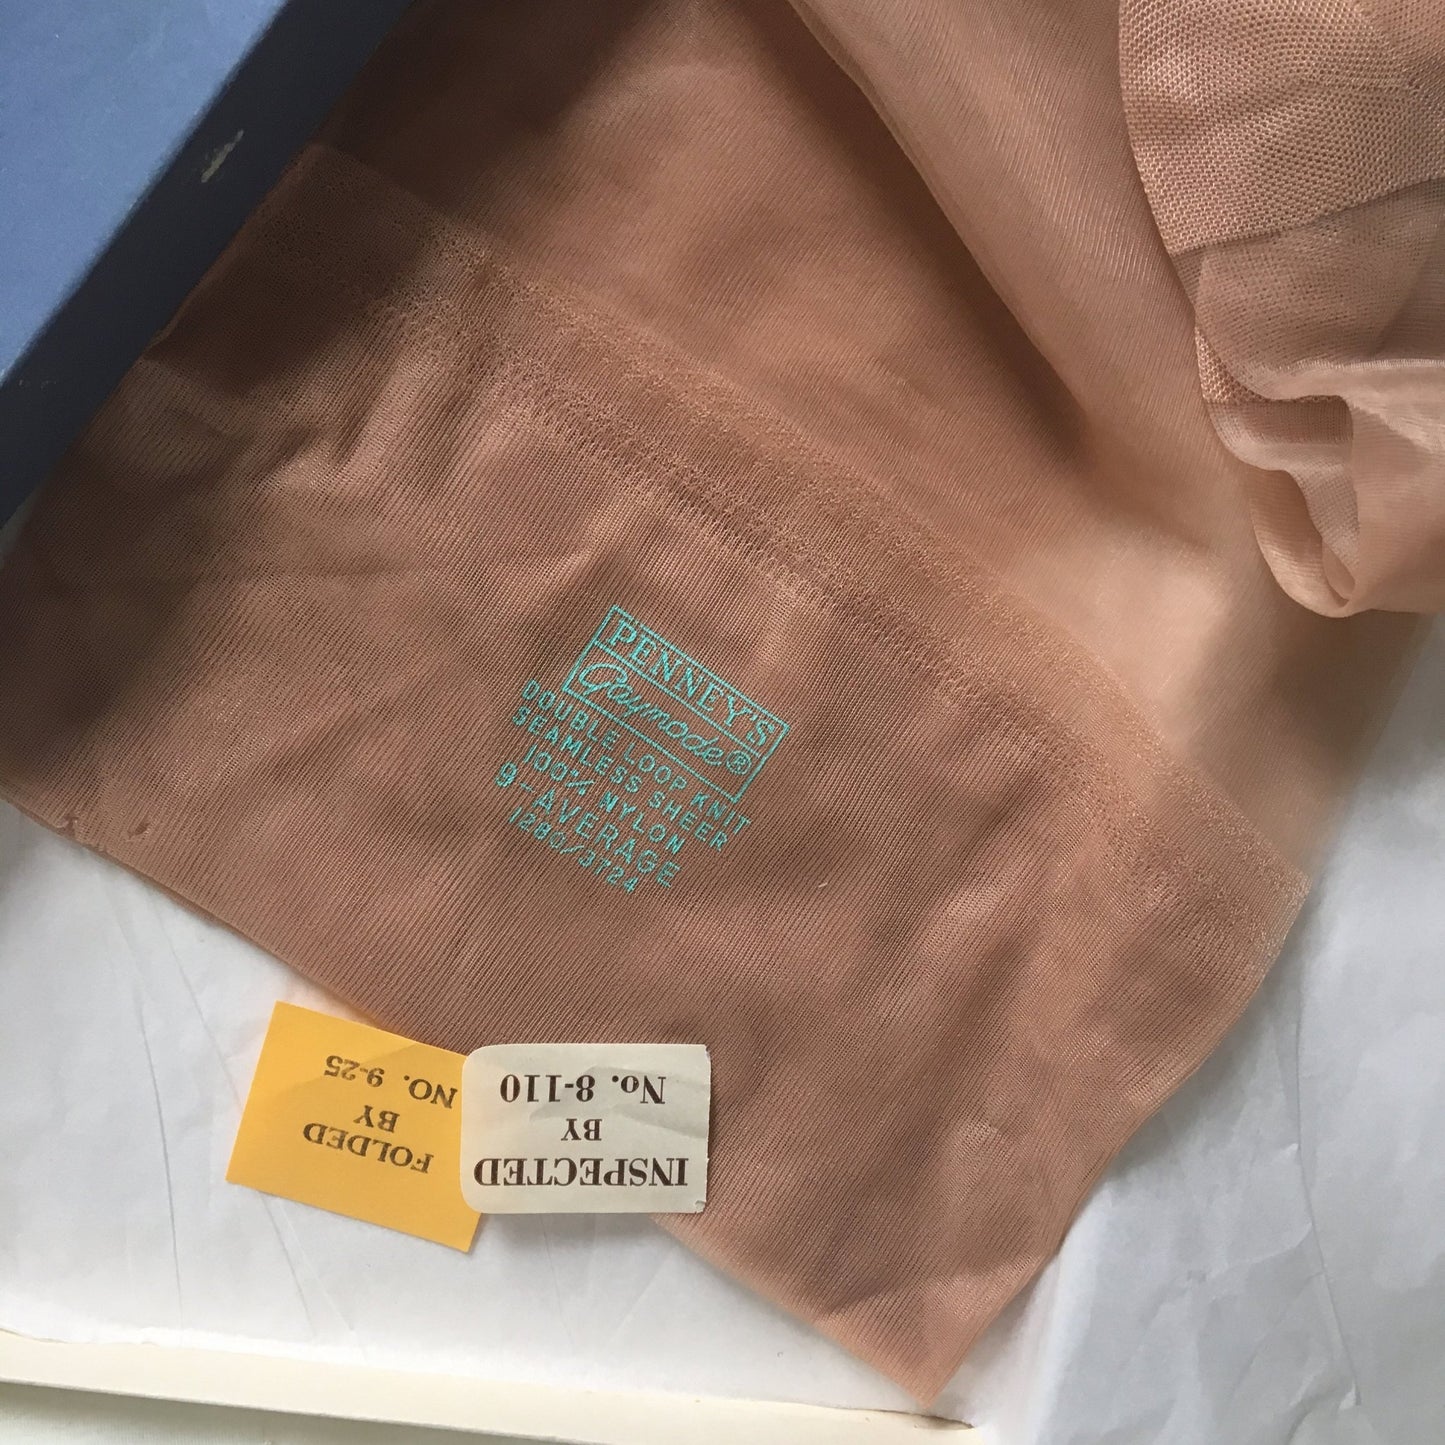 PENNEY'S
Gaymode®
DOUBLE LOOP KNIT
SEAMLESS SHEER
100% NYLON
9-AVERAGE
1280/3724
FOLDED
BY
NO. 9-25
INSPECTED
BY
No. 8-110